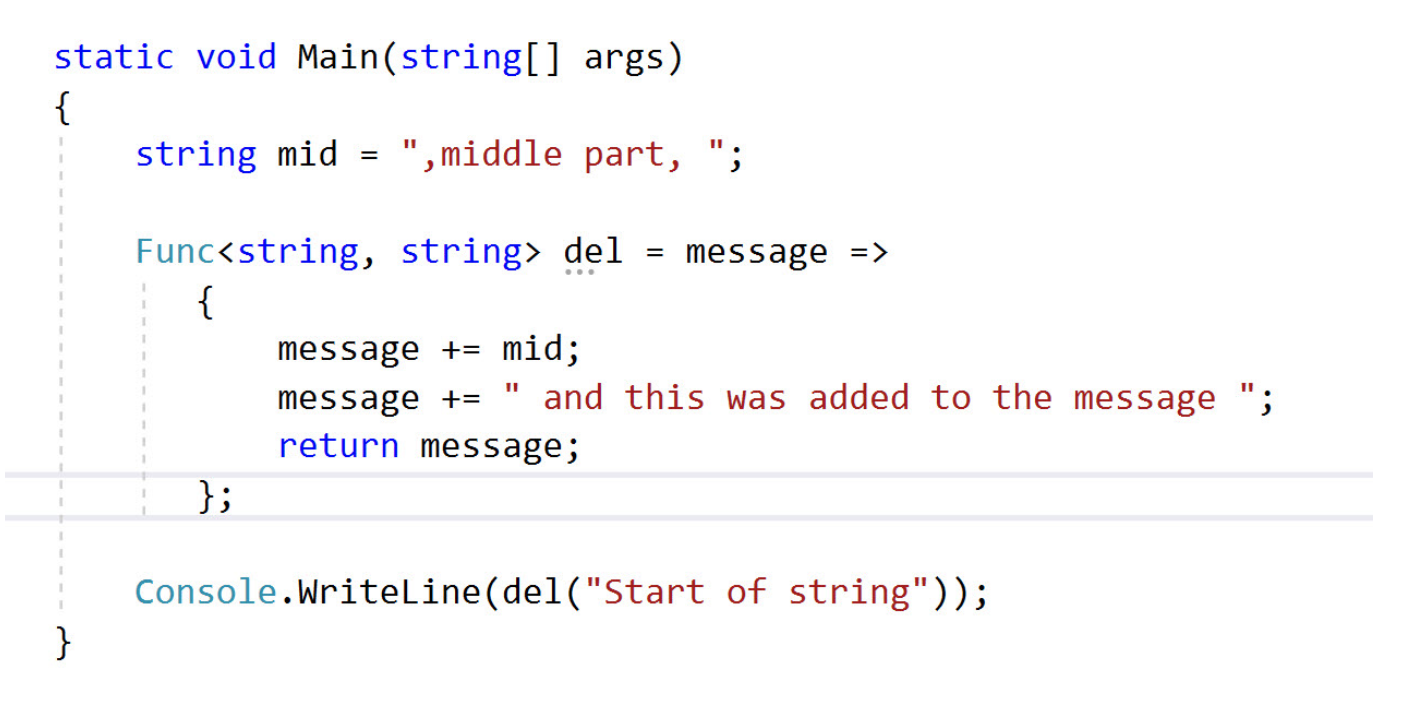 static void Main(string[] args)
{
string mid = ",middle part, ";
Func<string, string> del = message =>
{
message += mid;
message += " and this was added to the message ";
return message;
};
Console.WriteLine(del("Start of string"));
}